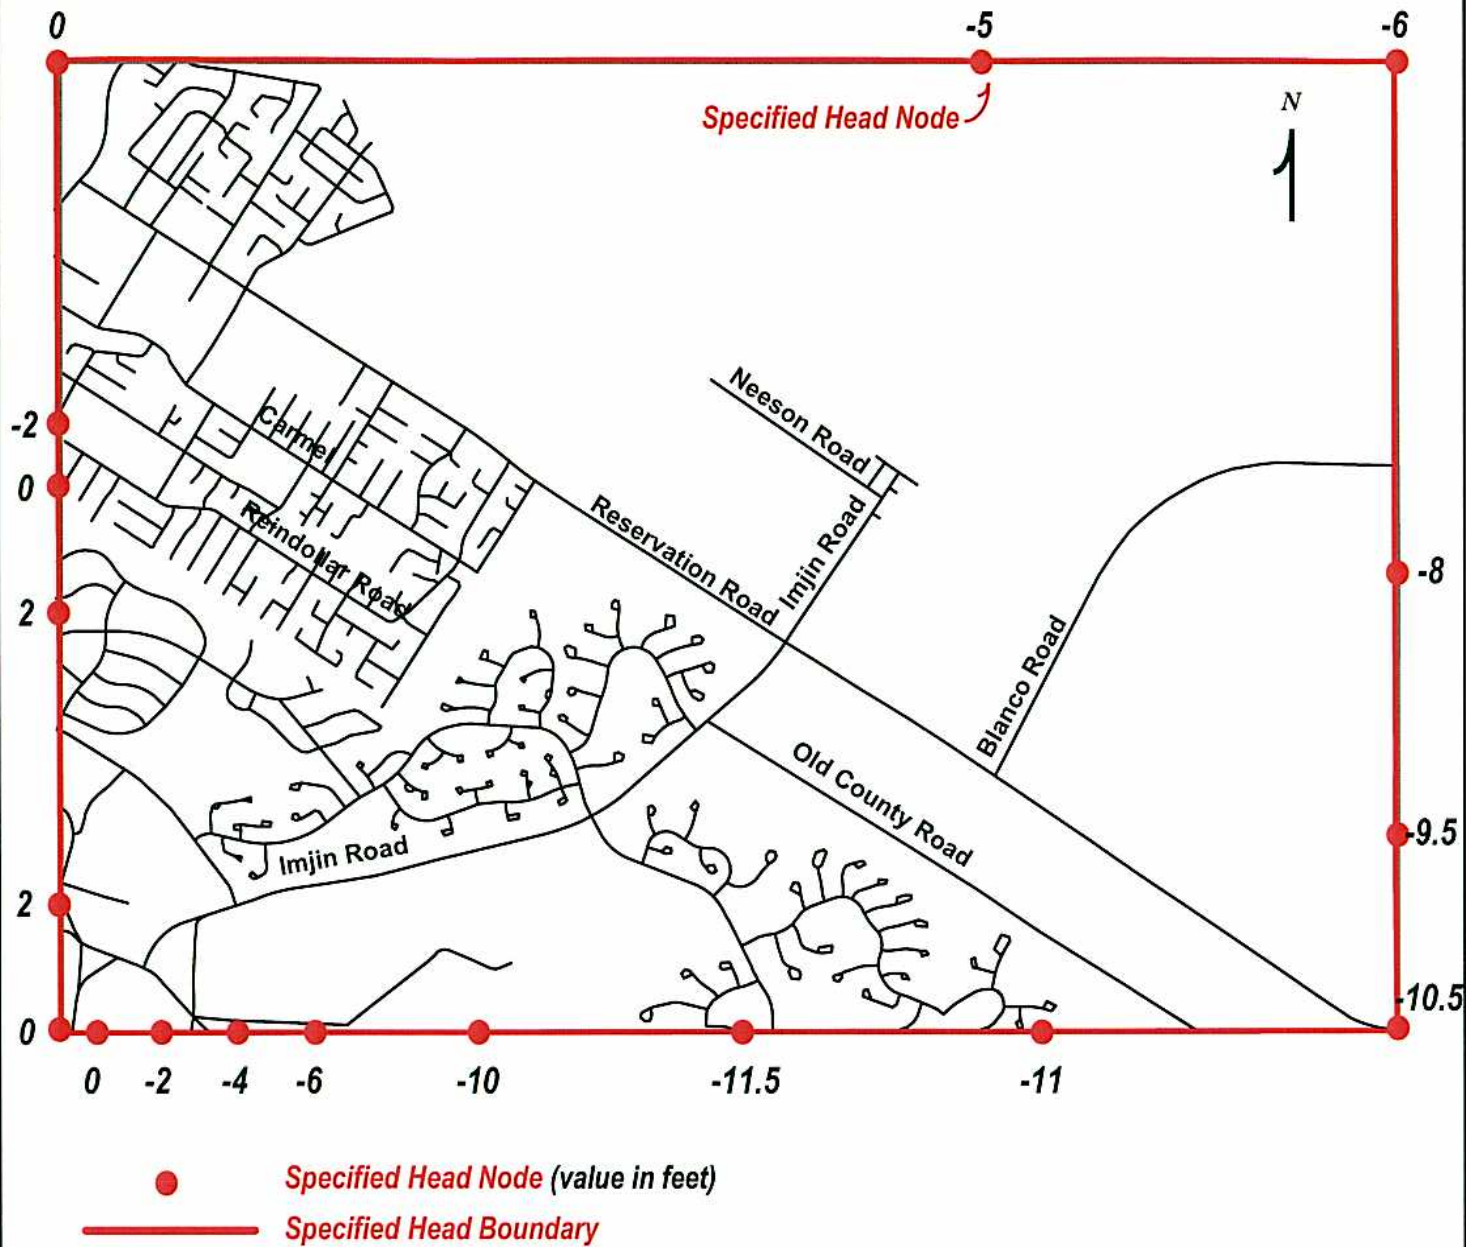 0 -5 -6
Specified Head Node
N
Neeson Road
-2
Carmel
0
Reindollar Road
Reservation Road
Imjin Road
-8
2
Blanco Road
Old County Road
-9.5
Imjin Road
2
-10.5
0
0 -2 -4 -6 -10 -11.5 -11
Specified Head Node (value in feet)
Specified Head Boundary